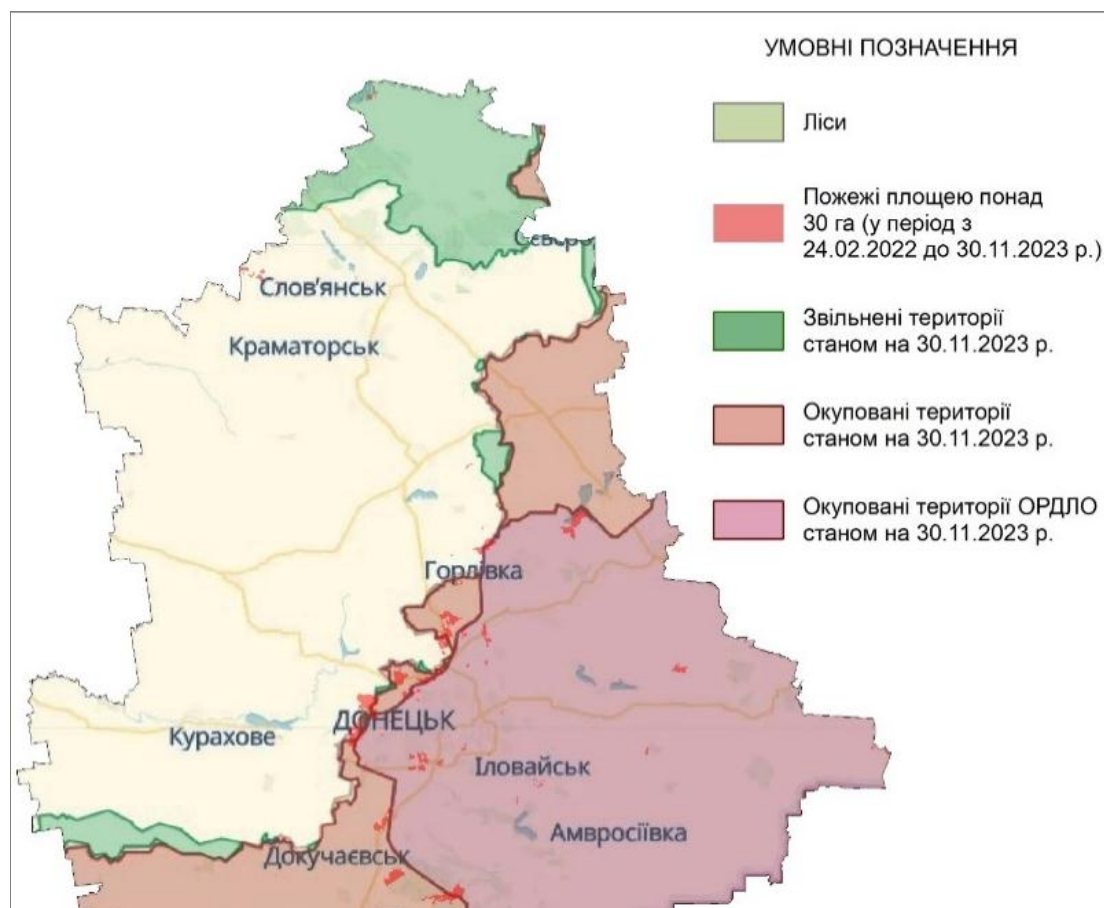 УМОВНІ ПОЗНАЧЕННЯ
Ліси
Пожежі площею понад
30 га (у період з
24.02.2022 до 30.11.2023 р.)
Звільнені території
станом на 30.11.2023 р.
Окуповані території
станом на 30.11.2023 р.
Окуповані території ОРДЛО
станом на 30.11.2023 р.
Сєверо
Слов'янськ
Краматорськ
Горлівка
ДОНЕЦЬК
Курахове
Іловайськ
Амвросіївка
Докучаєвськ